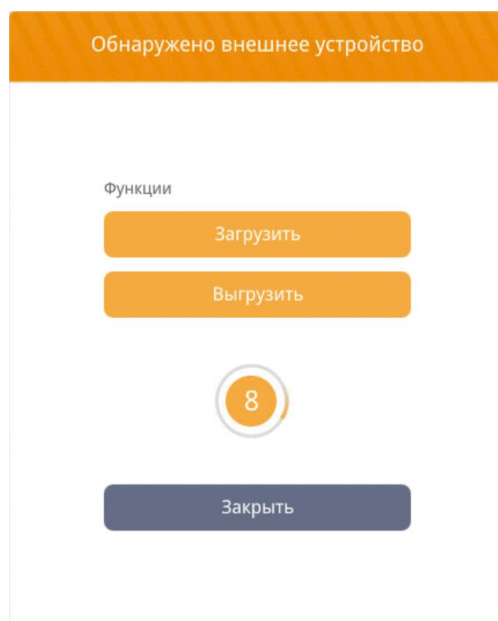 Обнаружено внешнее устройство
Функции
Загрузить
Выгрузить
8
Закрыть